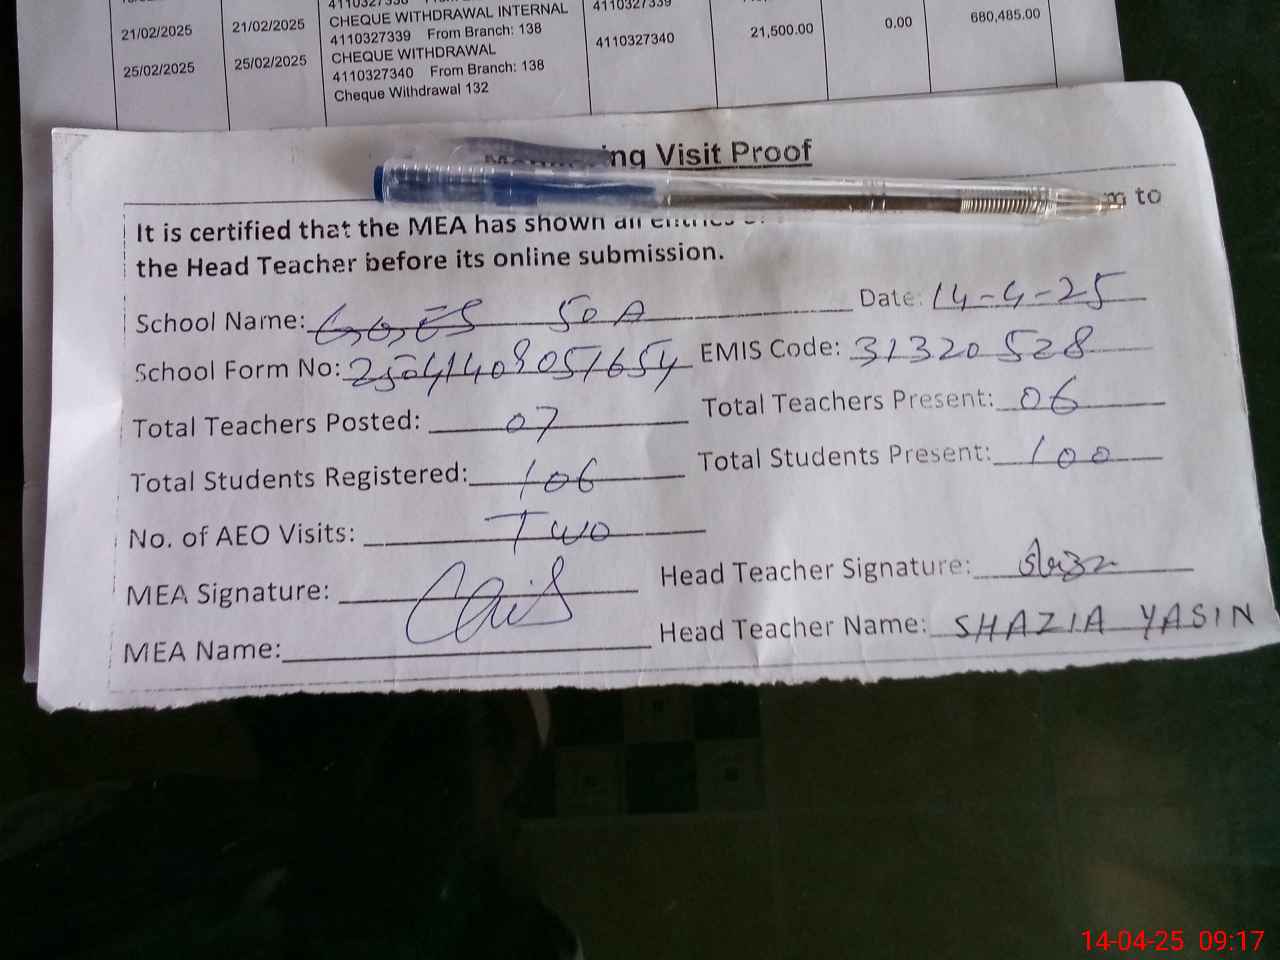 CHEQUE WITHDRAWAL INTERNAL
21/02/2025 21/02/2025 4110327339 From Branch: 138 4110327339
25/02/2025 25/02/2025 CHEQUE WITHDRAWAL 4110327340 21,500.00 0.00 680,485.00
4110327340 From Branch: 138
Cheque Withdrawal 132
Visit Proof
to
It is certified that the MEA has shown all entries
the Head Teacher before its online submission.
School Name: 50 A Date: 14-4-25
School Form No: EMIS Code: 31320528
Total Teachers Posted: 07 Total Teachers Present: 06
Total Students Registered: 106 Total Students Present: 100
No. of AEO Visits: Two
MEA Signature: Head Teacher Signature:
MEA Name: Head Teacher Name: SHAZIA YASIN
14-04-25 09:17